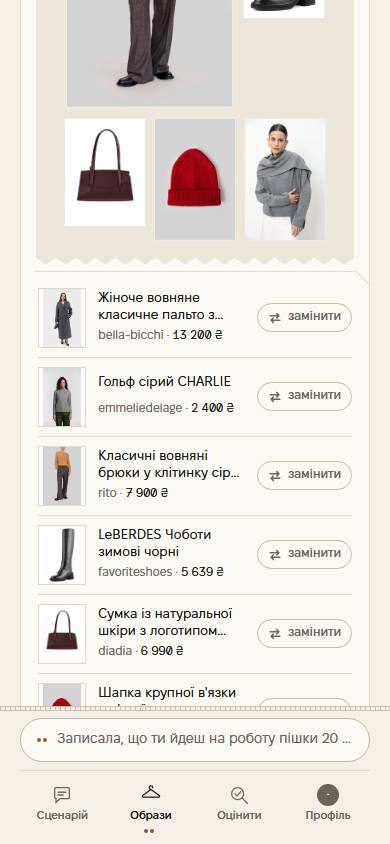 Жіноче вовняне
класичне пальто з...
bella-bicchi · 13 200 ₴
замінити
Гольф сірий CHARLIE
emmeliedelage · 2 400 ₴
замінити
Класичні вовняні
брюки у клітинку сір...
rito · 7 900 ₴
замінити
LeBERDES Чоботи
зимові чорні
favoriteshoes · 5 639 ₴
замінити
Сумка із натуральної
шкіри з логотипом...
diadia · 6 990 ₴
замінити
Шапка крупної в'язки
Записала, що ти йдеш на роботу пішки 20 ...
Сценарій
Образи
Оцінити
Профіль